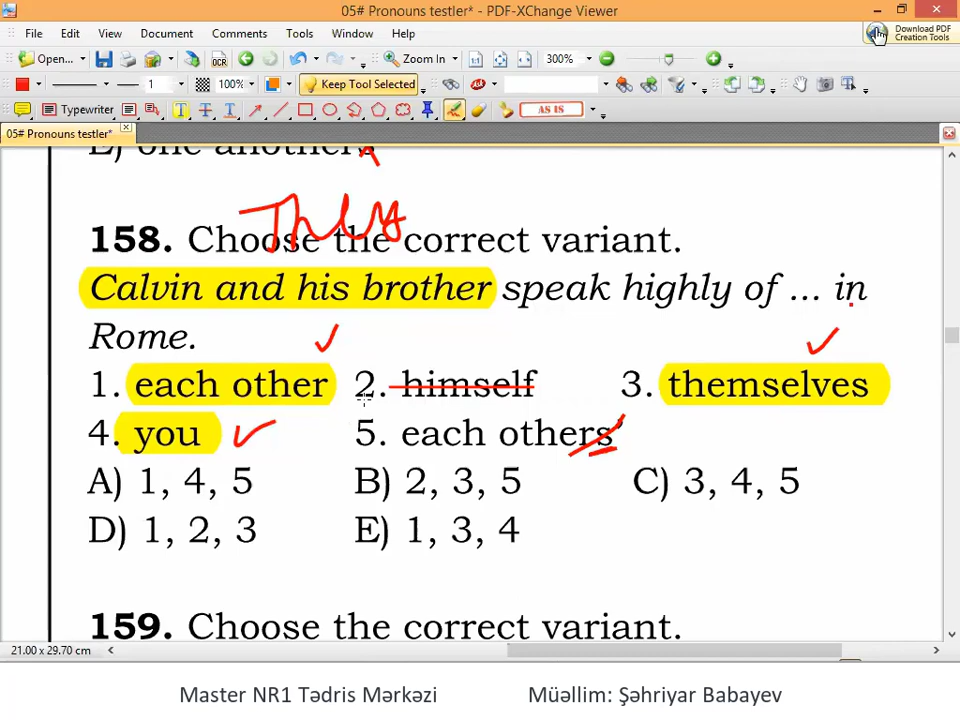 05# Pronouns testler* - PDF-XChange Viewer
File Edit View Document Comments Tools Window Help
Download PDF
Creation Tools
Open... OCR Zoom In 300%
1 100% Keep Tool Selected
Typewriter AS IS
05# Pronouns testler*
E) one anothers
They
158. Choose the correct variant.
Calvin and his brother speak highly of ... in
Rome.
1. each other 2. himself 3. themselves
4. you 5. each others'
A) 1, 4, 5 B) 2, 3, 5 C) 3, 4, 5
D) 1, 2, 3 E) 1, 3, 4
159. Choose the correct variant.
21.00 x 29.70 cm
Master NR1 Tədris Mərkəzi Müəllim: Şəhriyar Babayev